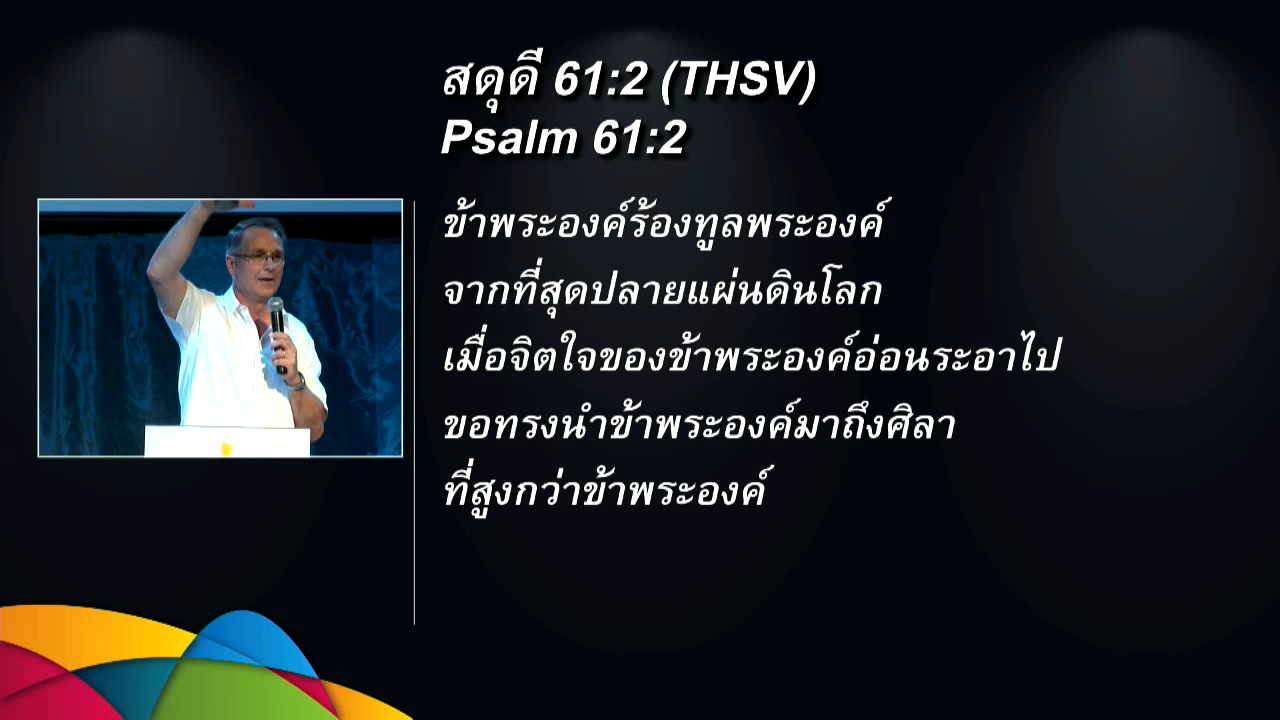 สดุดี 61:2 (THSV)
Psalm 61:2
ข้าพระองค์ร้องทูลพระองค์
จากที่สุดปลายแผ่นดินโลก
เมื่อจิตใจของข้าพระองค์อ่อนระอาไป
ขอทรงนำข้าพระองค์มาถึงศิลา
ที่สูงกว่าข้าพระองค์